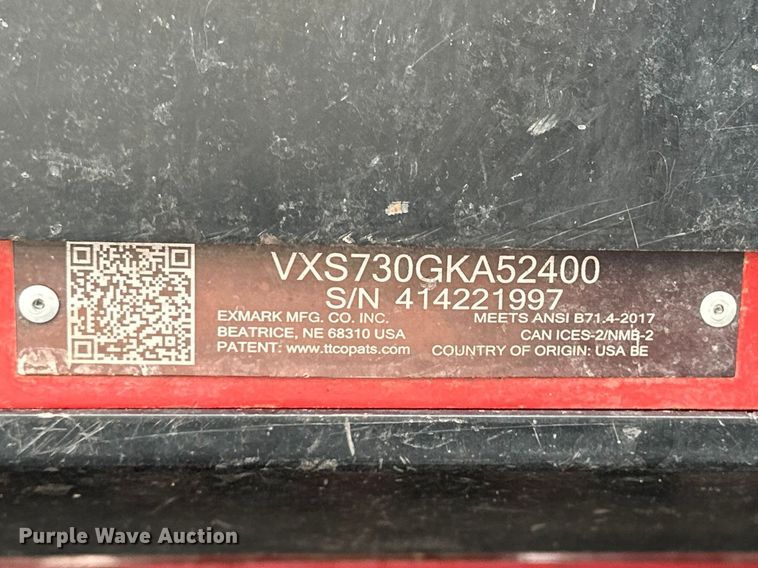 VXS730GKA52400
S/N 414221997
EXMARK MFG. CO. INC. MEETS ANSI B71.4-2017
BEATRICE, NE 68310 USA CAN ICES-2/NMB-2
PATENT: www.ttcopats.com COUNTRY OF ORIGIN: USA BE
Purple Wave Auction